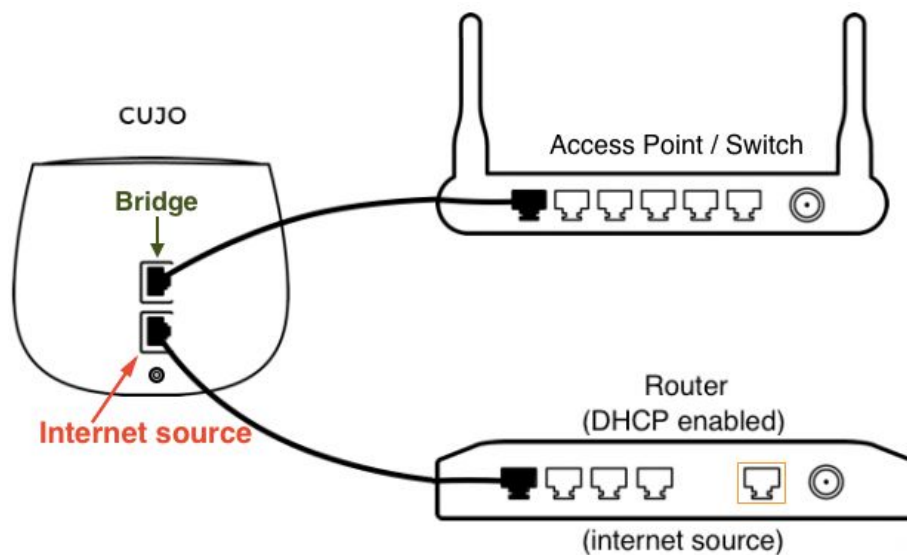 CUJO
Access Point / Switch
Bridge
Internet source
Router
(DHCP enabled)
(internet source)